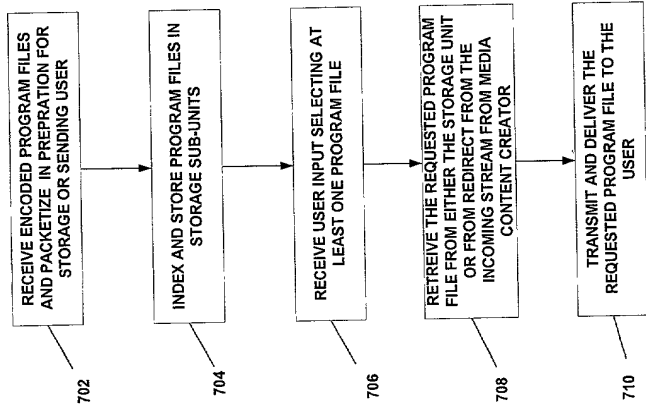 RECEIVE ENCODED PROGRAM FILES
AND PACKETIZE IN PREPRATION FOR
STORAGE OR SENDING USER
702
INDEX AND STORE PROGRAM FILES IN
STORAGE SUB-UNITS
704
RECEIVE USER INPUT SELECTING AT
LEAST ONE PROGRAM FILE
706
RETREIVE THE REQUESTED PROGRAM
FILE FROM EITHER THE STORAGE UNIT
OR FROM REDIRECT FROM THE
INCOMING STREAM FROM MEDIA
CONTENT CREATOR
708
TRANSMIT AND DELIVER THE
REQUESTED PROGRAM FILE TO THE
USER
710